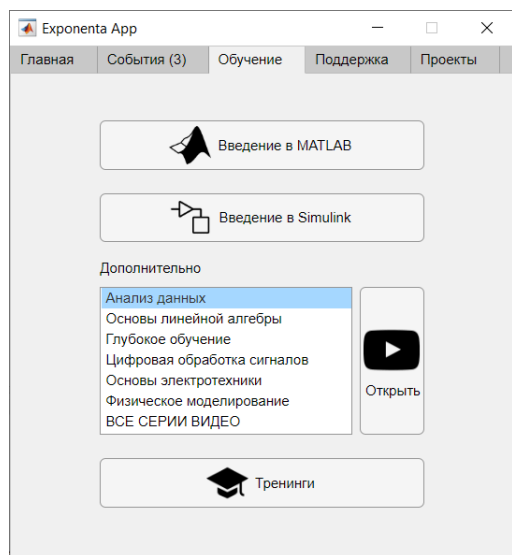 Exponenta App
Главная События (3) Обучение Поддержка Проекты
Введение в MATLAB
Введение в Simulink
Дополнительно
Анализ данных
Основы линейной алгебры
Глубокое обучение
Цифровая обработка сигналов
Основы электротехники
Физическое моделирование
ВСЕ СЕРИИ ВИДЕО
Открыть
Тренинги